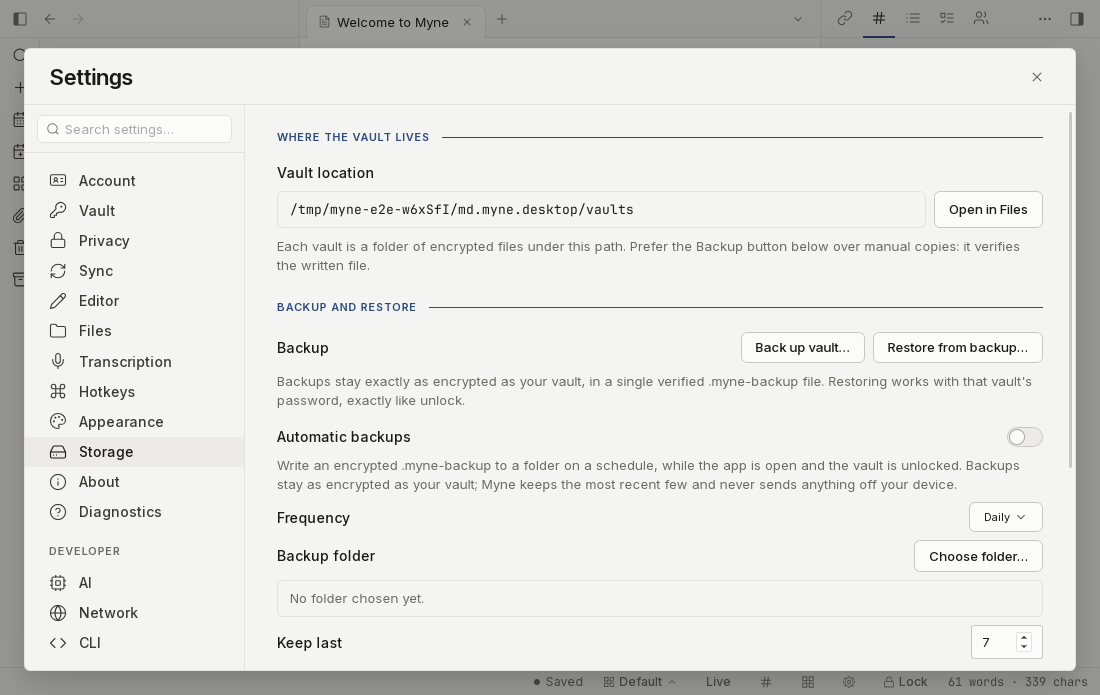 Welcome to Myne
Settings
Search settings…
Account
Vault
Privacy
Sync
Editor
Files
Transcription
Hotkeys
Appearance
Storage
About
Diagnostics
DEVELOPER
AI
Network
CLI
WHERE THE VAULT LIVES
Vault location
/tmp/myne-e2e-w6xSfI/md.myne.desktop/vaults
Open in Files
Each vault is a folder of encrypted files under this path. Prefer the Backup button below over manual copies: it verifies
the written file.
BACKUP AND RESTORE
Backup
Back up vault…
Restore from backup…
Backups stay exactly as encrypted as your vault, in a single verified .myne-backup file. Restoring works with that vault's
password, exactly like unlock.
Automatic backups
Write an encrypted .myne-backup to a folder on a schedule, while the app is open and the vault is unlocked. Backups
stay as encrypted as your vault; Myne keeps the most recent few and never sends anything off your device.
Frequency
Daily
Backup folder
Choose folder…
No folder chosen yet.
Keep last
7
Saved
Default
Live
Lock
61 words · 339 chars